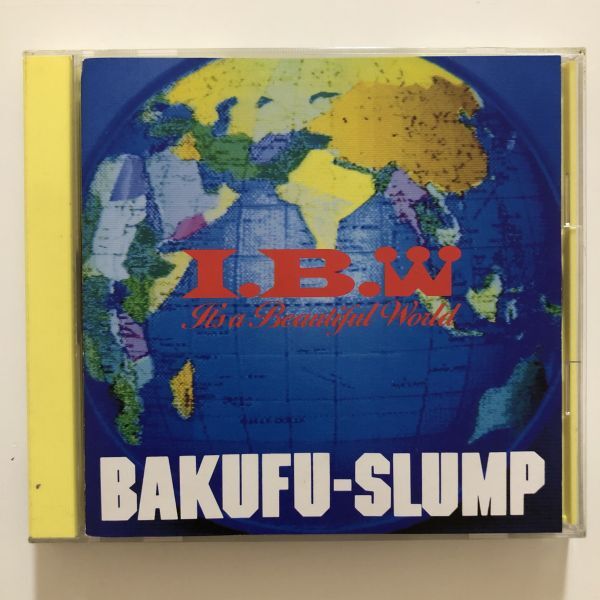 I.B.W
It's a Beautiful World
BAKUFU-SLUMP